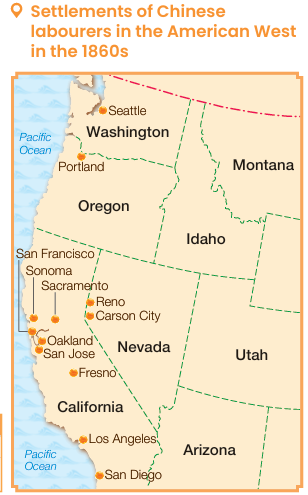 Settlements of Chinese
labourers in the American West
in the 1860s
Seattle
Washington
Pacific
Ocean
Portland
Montana
Oregon
Idaho
San Francisco
Sonoma
Sacramento
Reno
Carson City
Oakland
San Jose
Nevada
Utah
Fresno
California
Los Angeles
Arizona
Pacific
Ocean
San Diego